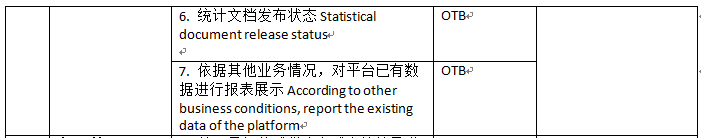 6. 统计文档发布状态 Statistical OTB
document release status
7. 依据其他业务情况，对平台已有数 OTB
据进行报表展示 According to other
business conditions, report the existing
data of the platform